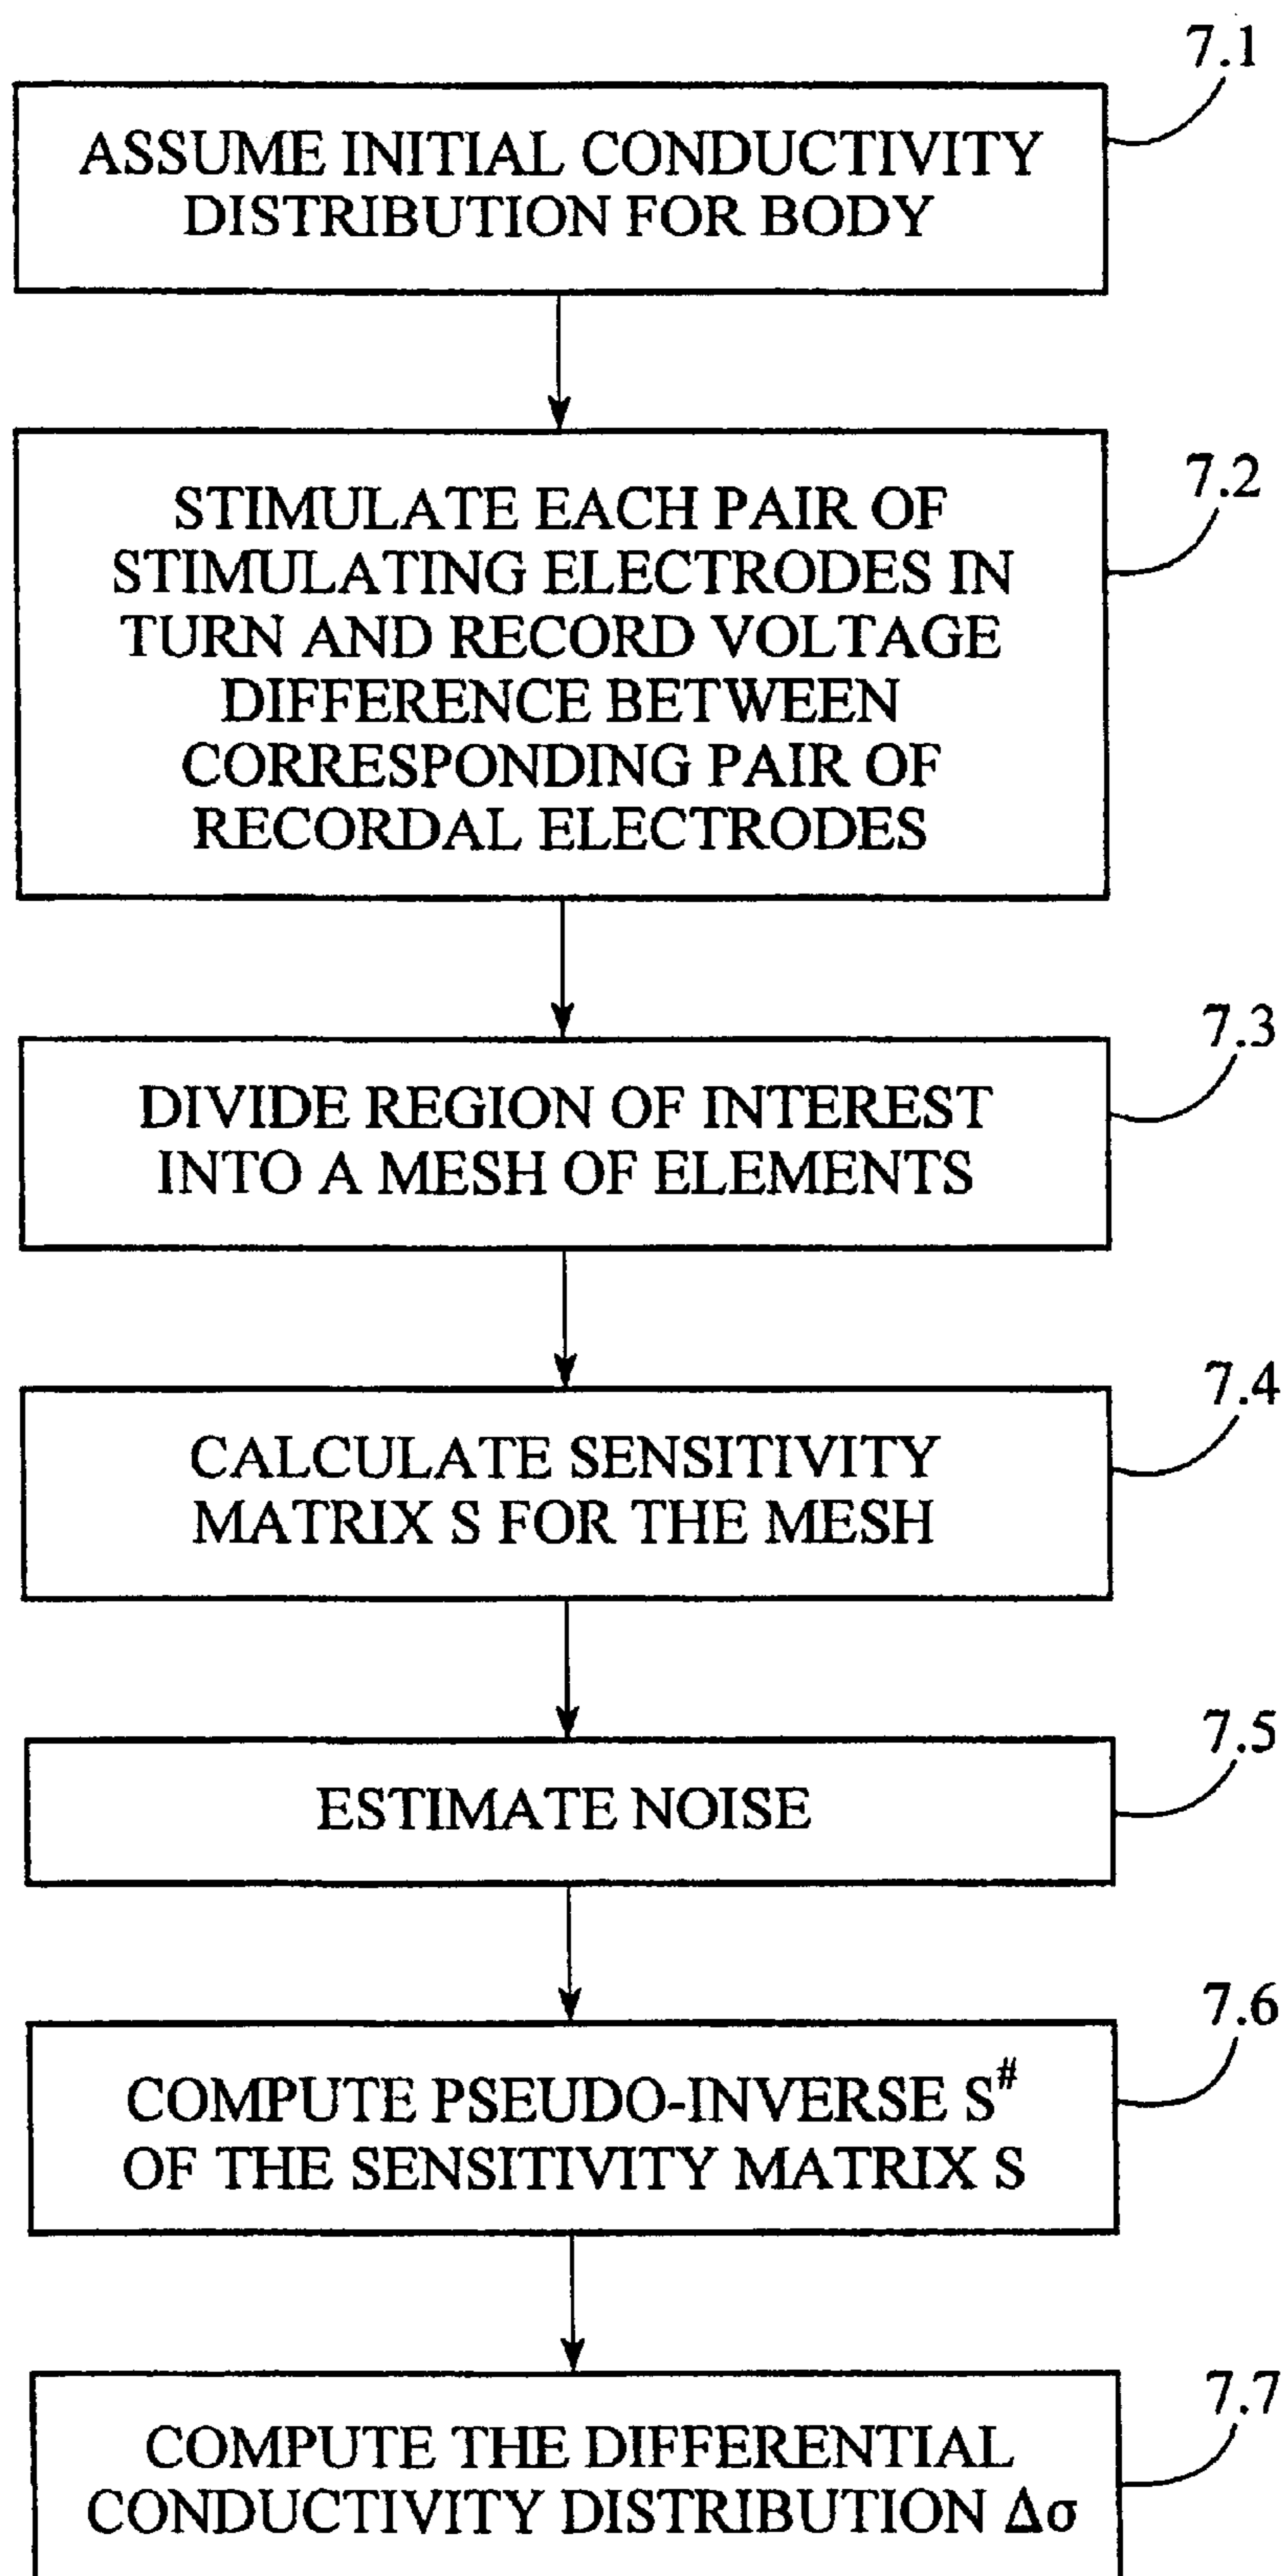 7.1
ASSUME INITIAL CONDUCTIVITY
DISTRIBUTION FOR BODY
7.2
STIMULATE EACH PAIR OF
STIMULATING ELECTRODES IN
TURN AND RECORD VOLTAGE
DIFFERENCE BETWEEN
CORRESPONDING PAIR OF
RECORDAL ELECTRODES
7.3
DIVIDE REGION OF INTEREST
INTO A MESH OF ELEMENTS
7.4
CALCULATE SENSITIVITY
MATRIX S FOR THE MESH
7.5
ESTIMATE NOISE
7.6
COMPUTE PSEUDO-INVERSE S#
OF THE SENSITIVITY MATRIX S
7.7
COMPUTE THE DIFFERENTIAL
CONDUCTIVITY DISTRIBUTION Δσ